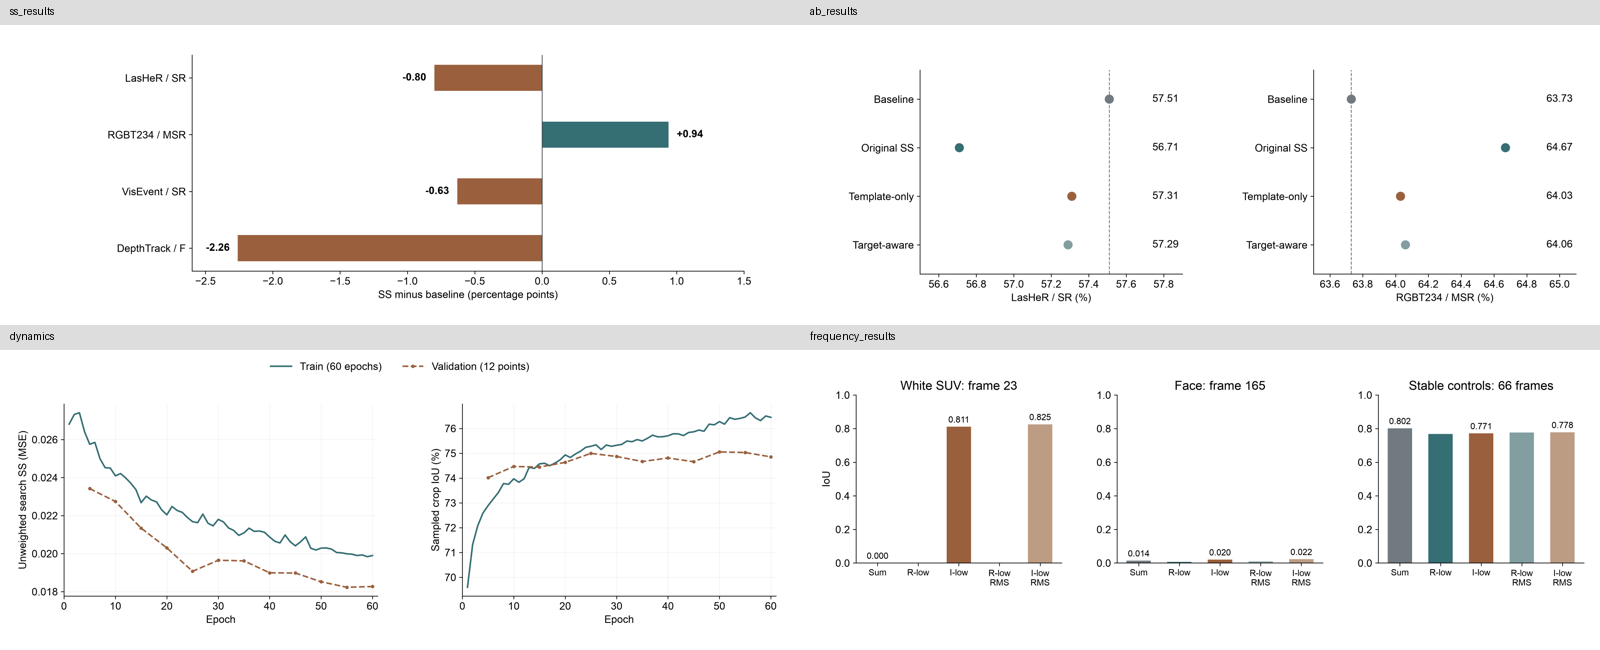 ss_results
LasHeR / SR
-0.80
RGBT234 / MSR
+0.94
VisEvent / SR
-0.63
DepthTrack / F
-2.26
−2.5 −2.0 −1.5 −1.0 −0.5 0.0 0.5 1.0 1.5
SS minus baseline (percentage points)
ab_results
Baseline 57.51
Original SS 56.71
Template-only 57.31
Target-aware 57.29
56.6 56.8 57.0 57.2 57.4 57.6 57.8
LasHeR / SR (%)
Baseline 63.73
Original SS 64.67
Template-only 64.03
Target-aware 64.06
63.6 63.8 64.0 64.2 64.4 64.6 64.8 65.0
RGBT234 / MSR (%)
dynamics
Train (60 epochs) Validation (12 points)
Unweighted search SS (MSE)
0.026
0.024
0.022
0.020
0.018
0 10 20 30 40 50 60
Epoch
Sampled crop IoU (%)
76
75
74
73
72
71
70
0 10 20 30 40 50 60
Epoch
frequency_results
White SUV: frame 23
IoU
1.0
0.8
0.6
0.4
0.2
0.0
0.000
0.811
0.825
Sum R-low I-low R-low RMS I-low RMS
Face: frame 165
1.0
0.8
0.6
0.4
0.2
0.0
0.014
0.020
0.022
Sum R-low I-low R-low RMS I-low RMS
Stable controls: 66 frames
1.0
0.8
0.6
0.4
0.2
0.0
0.802
0.771
0.778
Sum R-low I-low R-low RMS I-low RMS